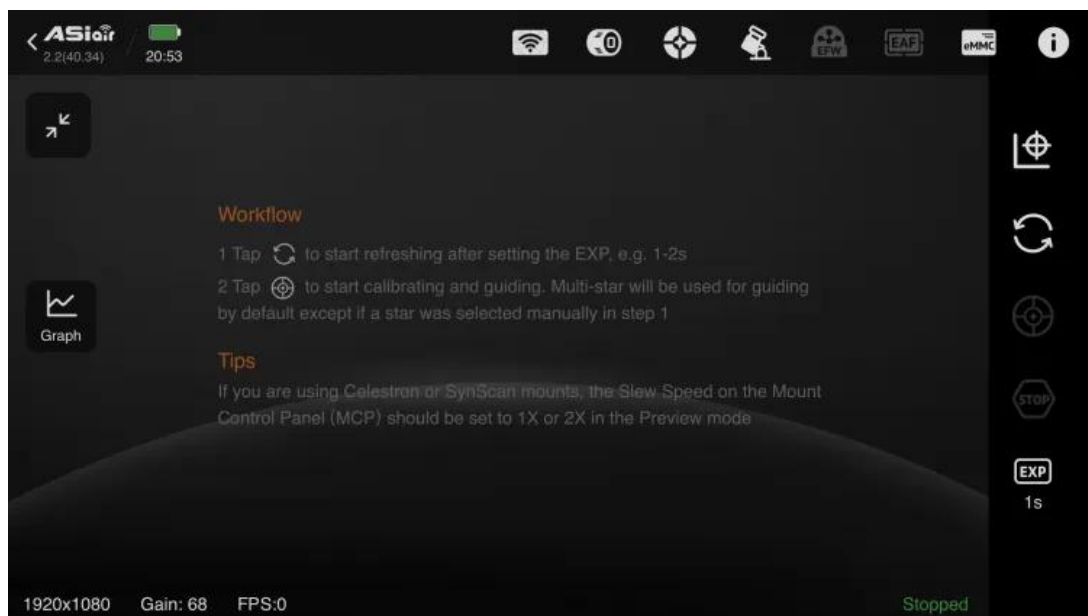 ASiair
2.2(40.34)
20:53
EFW
EAF
eMMC
Workflow
1 Tap to start refreshing after setting the EXP, e.g. 1-2s
2 Tap to start calibrating and guiding. Multi-star will be used for guiding
by default except if a star was selected manually in step 1
Graph
Tips
If you are using Celestron or SynScan mounts, the Slew Speed on the Mount
Control Panel (MCP) should be set to 1X or 2X in the Preview mode
STOP
EXP
1s
1920x1080 Gain: 68 FPS:0
Stopped